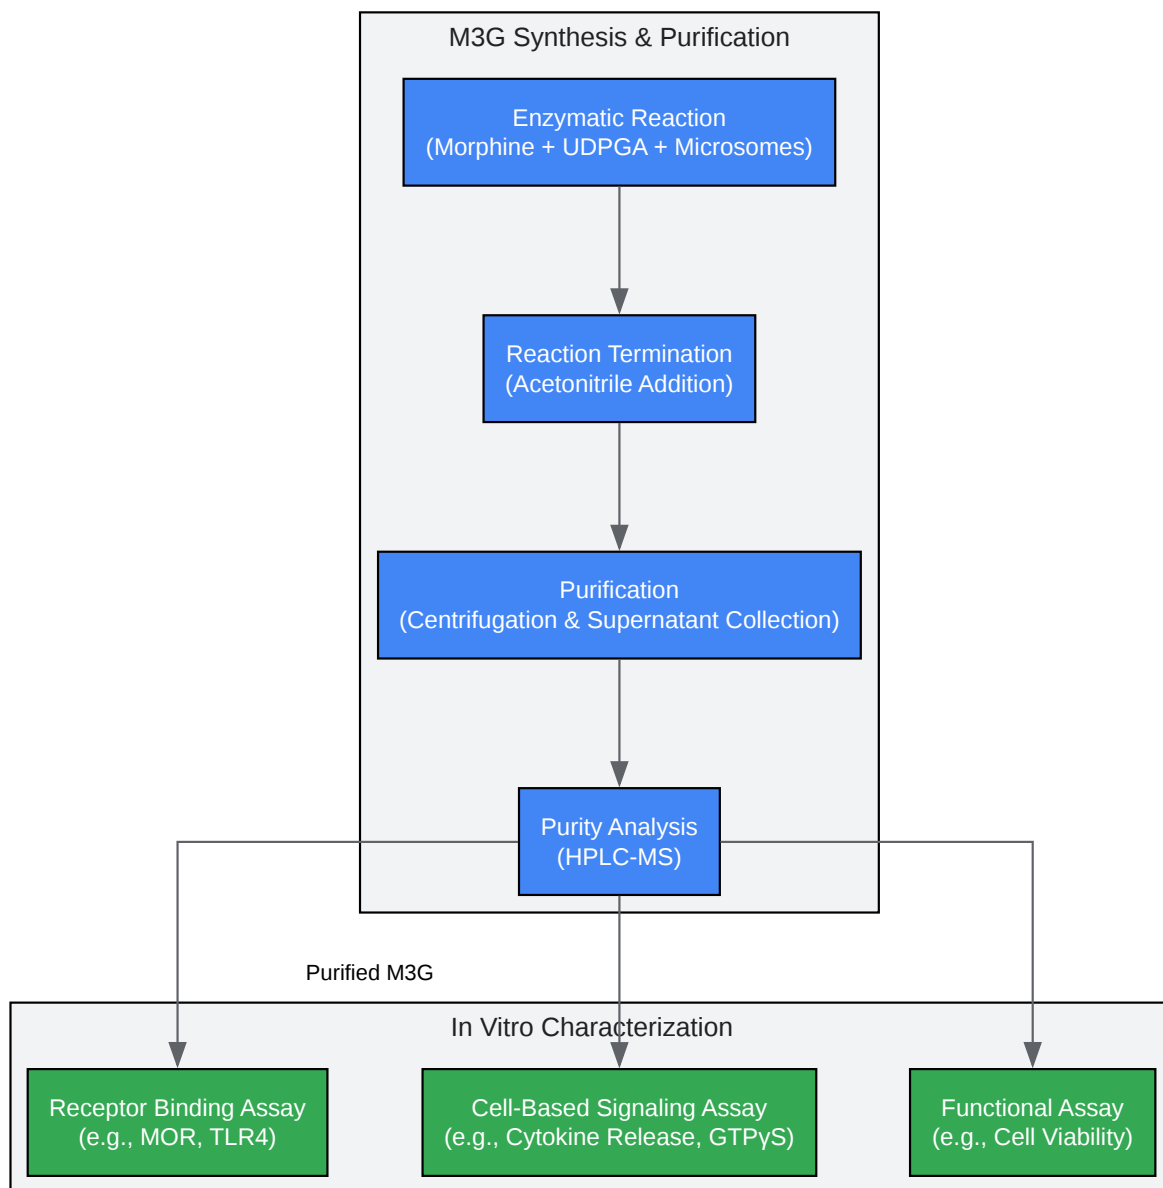 M3G Synthesis & Purification
Enzymatic Reaction
(Morphine + UDPGA + Microsomes)
Reaction Termination
(Acetonitrile Addition)
Purification
(Centrifugation & Supernatant Collection)
Purity Analysis
(HPLC-MS)
Purified M3G
In Vitro Characterization
Receptor Binding Assay
(e.g., MOR, TLR4)
Cell-Based Signaling Assay
(e.g., Cytokine Release, GTPγS)
Functional Assay
(e.g., Cell Viability)